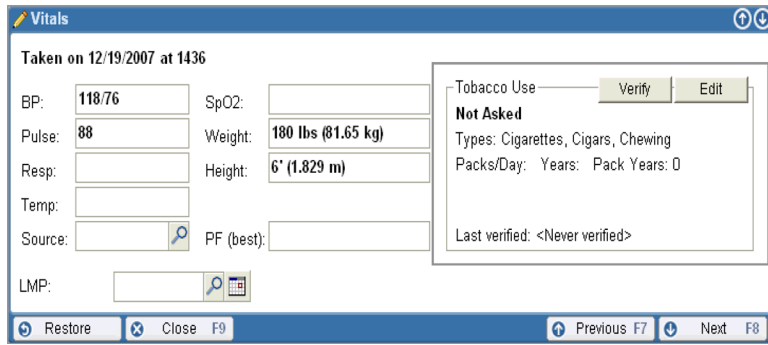 Vitals
Taken on 12/19/2007 at 1436
BP: 118/76 SpO2:
Pulse: 88 Weight: 180 lbs (81.65 kg)
Resp: Height: 6' (1.829 m)
Temp:
Source: PF (best):
LMP:
Tobacco Use Verify Edit
Not Asked
Types: Cigarettes, Cigars, Chewing
Packs/Day: Years: Pack Years: 0
Last verified: <Never verified>
Restore Close F9 Previous F7 Next F8